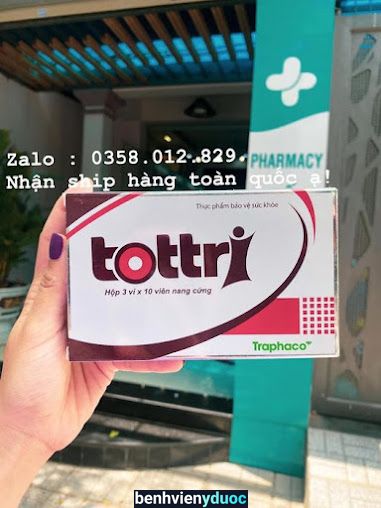 Zalo : 0358.012.829
PHARMACY
Nhận ship hàng toàn quốc ạ!
Thực phẩm bảo vệ sức khỏe
tottri
Hộp 3 vỉ x 10 viên nang cứng
Traphaco
benhvienyduoc